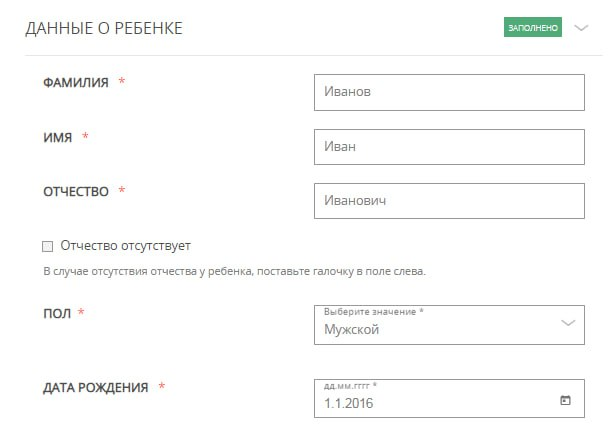 ДАННЫЕ О РЕБЕНКЕ ЗАПОЛНЕНО
ФАМИЛИЯ * Иванов
ИМЯ * Иван
ОТЧЕСТВО * Иванович
Отчество отсутствует
В случае отсутствия отчества у ребенка, поставьте галочку в поле слева.
Выберите значение *
ПОЛ * Мужской
дд.мм.гггг *
ДАТА РОЖДЕНИЯ * 1.1.2016